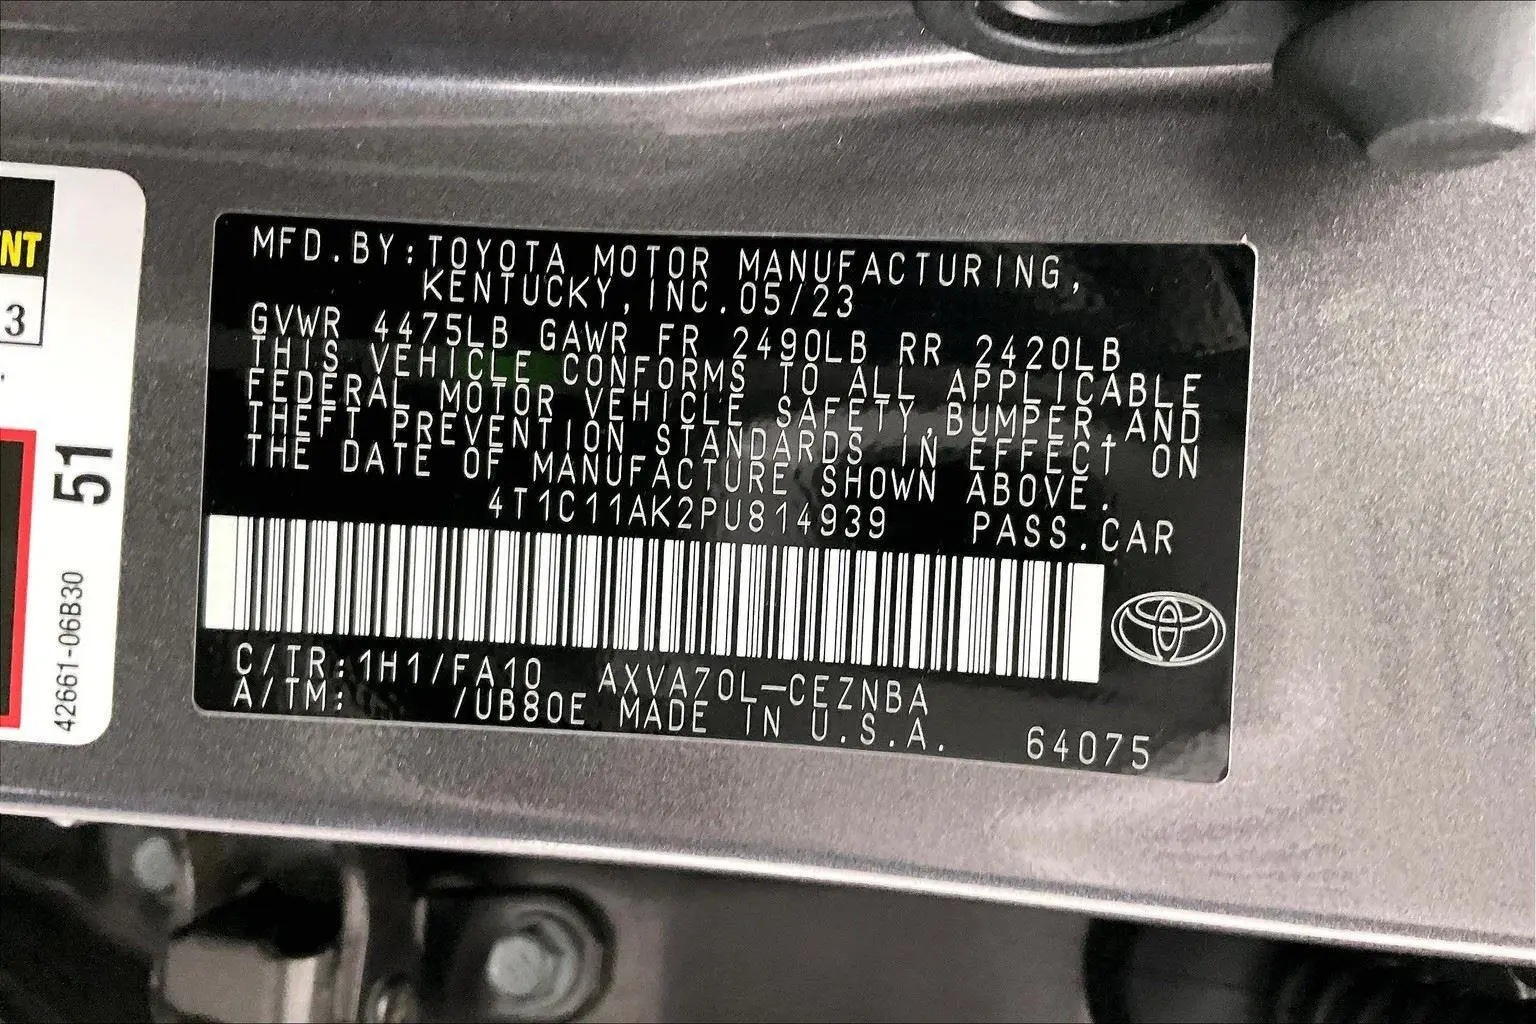 MFD.BY:TOYOTA MOTOR MANUFACTURING,
KENTUCKY,INC.05/23
GVWR 4475LB GAWR FR 2490LB RR 2420LB
THIS VEHICLE CONFORMS TO ALL APPLICABLE
FEDERAL MOTOR VEHICLE SAFETY,BUMPER,AND
THEFT PREVENTION STANDARDS IN EFFECT ON
THE DATE OF MANUFACTURE SHOWN ABOVE.
4T1C11AK2PU814939 PASS.CAR
C/TR:1H1/FA10 AXVA70L-CEZNBA
A/TM: /UB80E MADE IN U.S.A. 64075
NT
3
51
42661-06B30